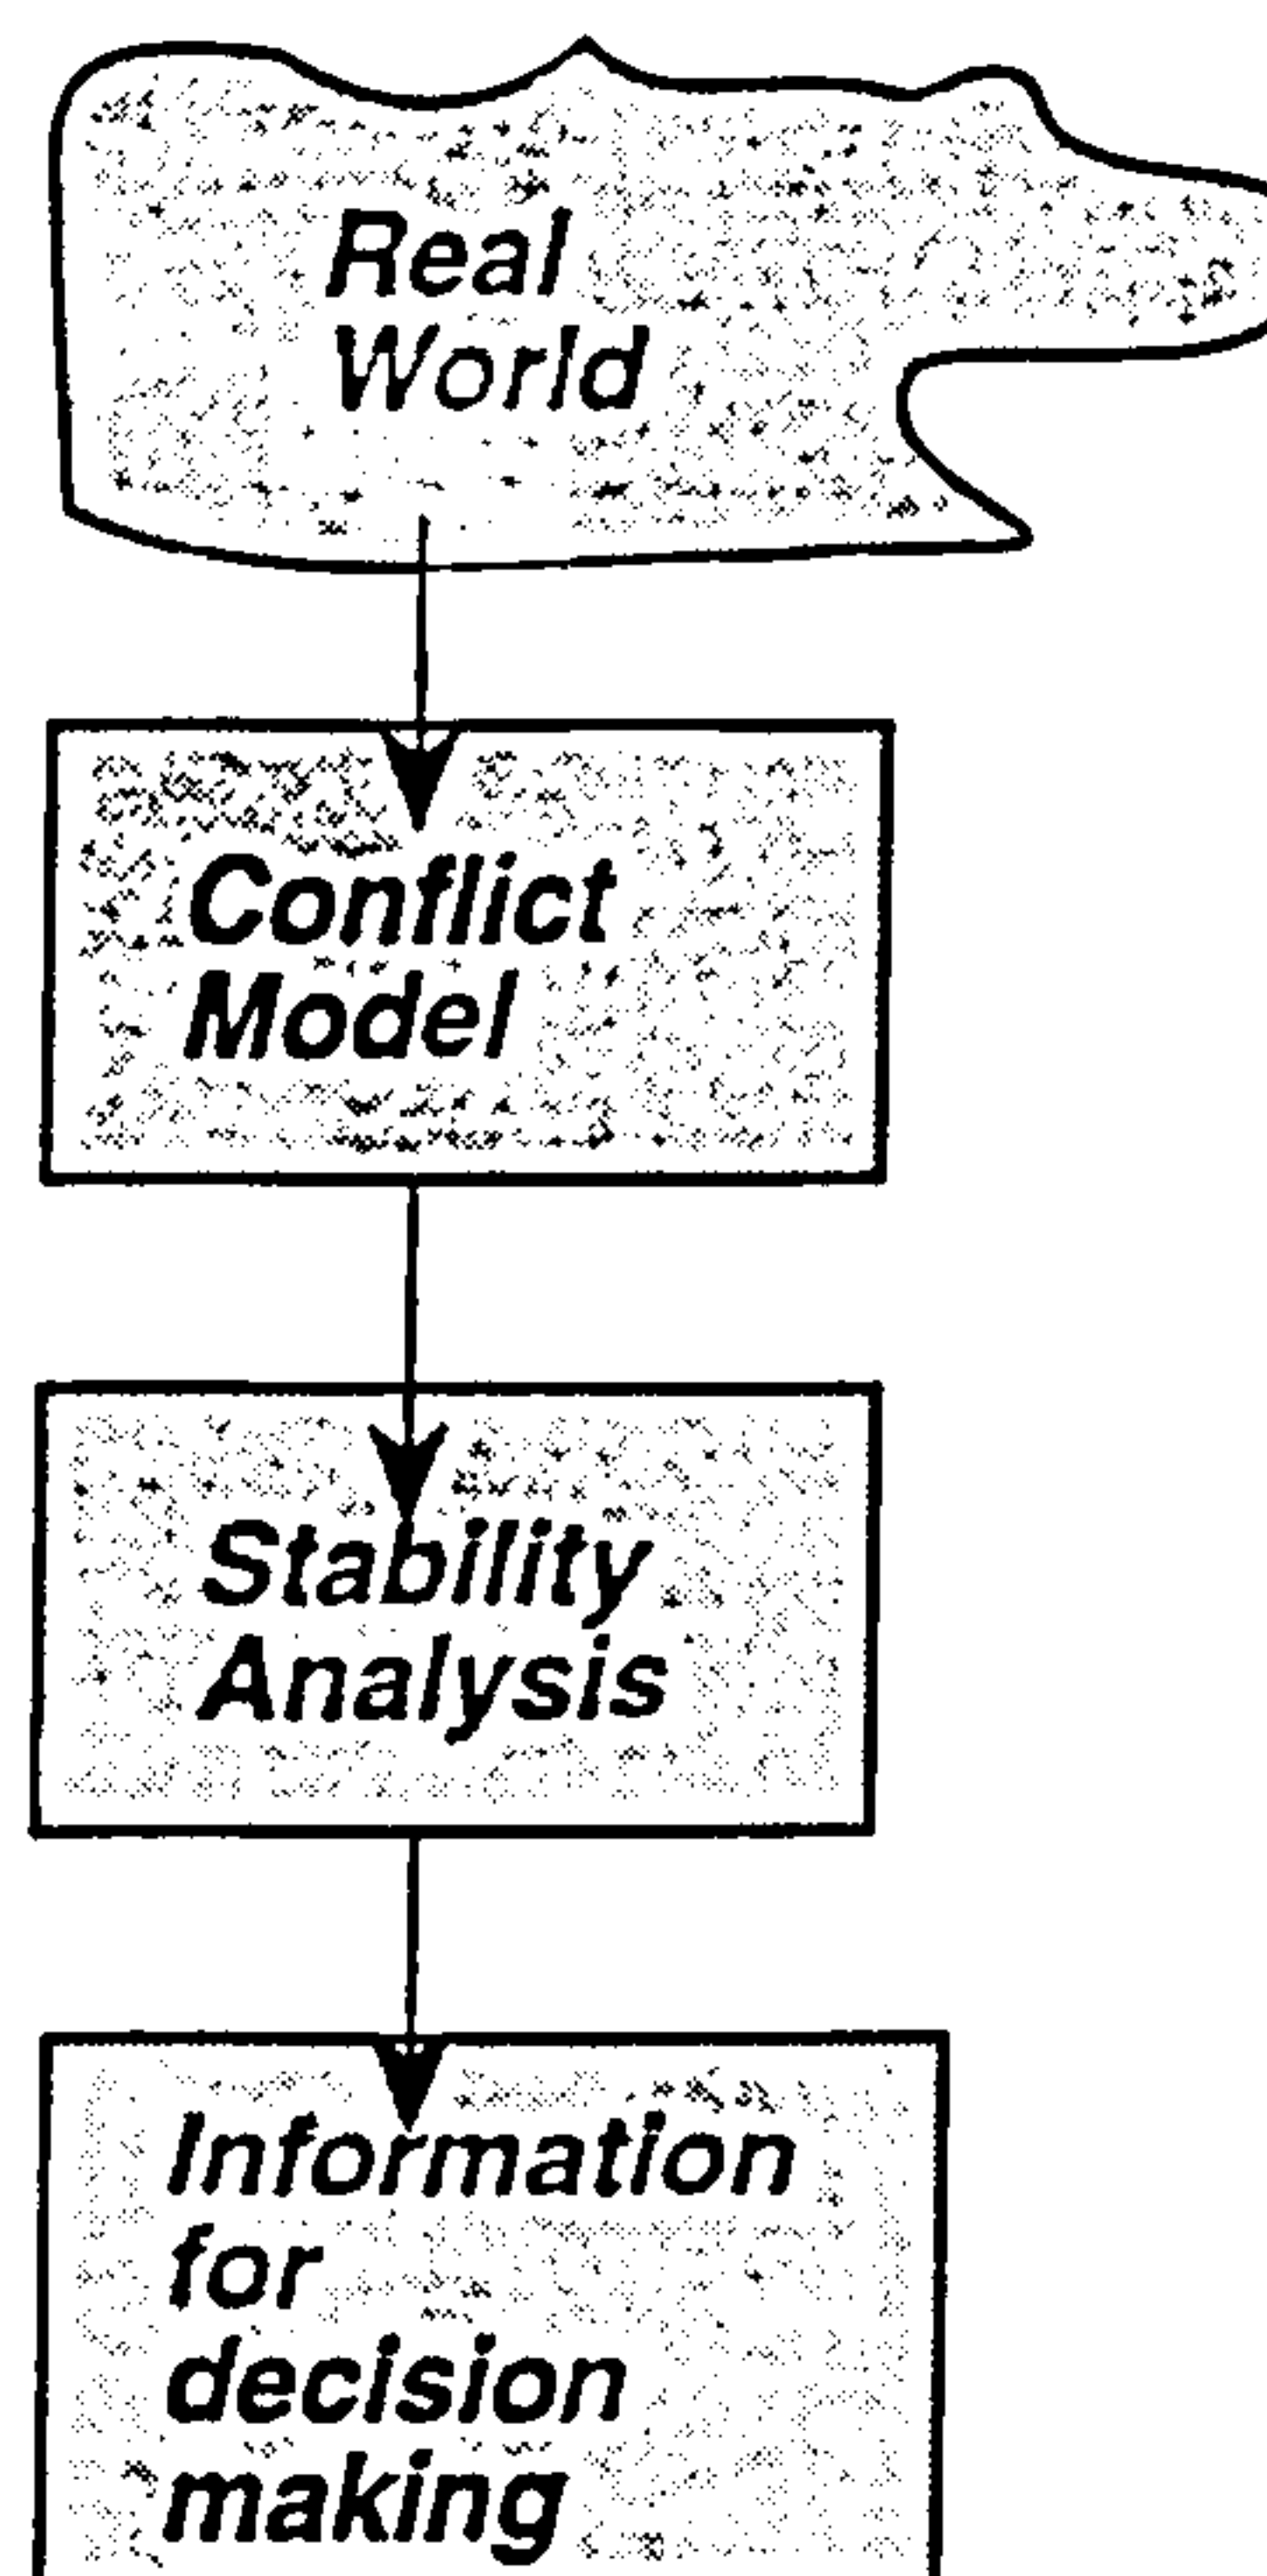 Real
World
Conflict
Model
Stability
Analysis
Information
for
decision
making